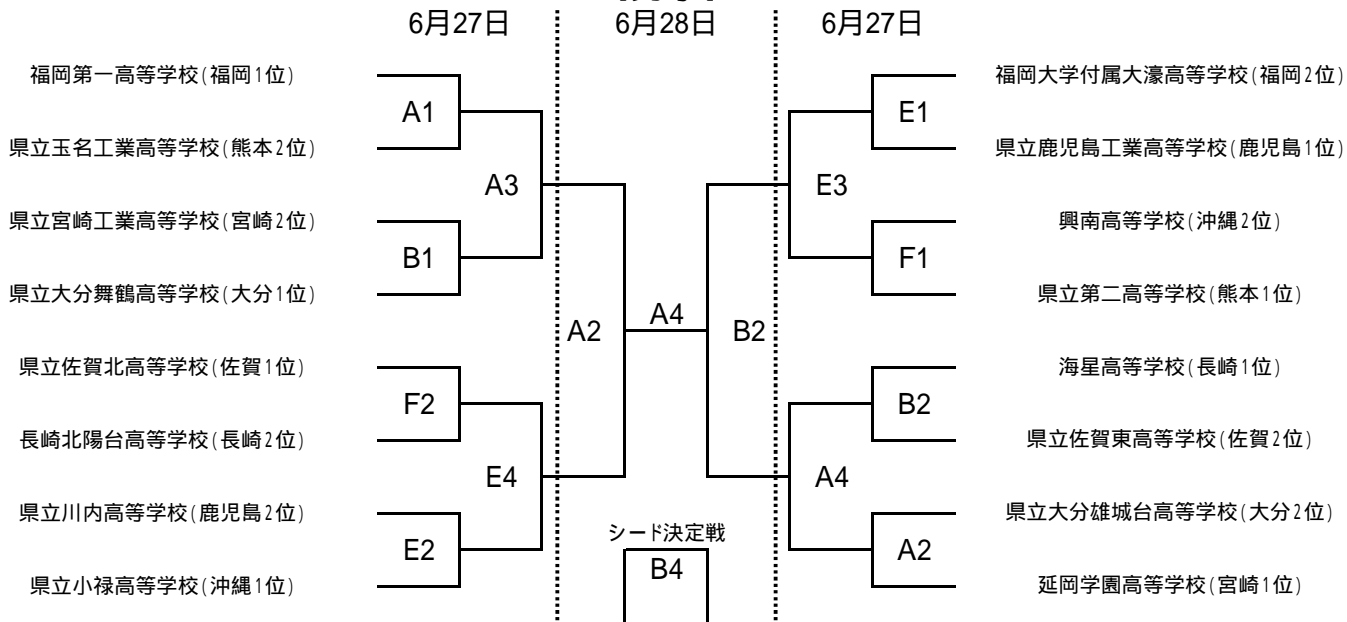 6月27日 6月28日 6月27日
福岡第一高等学校(福岡1位)
A1
県立玉名工業高等学校(熊本2位)
A3
県立宮崎工業高等学校(宮崎2位)
B1
県立大分舞鶴高等学校(大分1位)
A2
県立佐賀北高等学校(佐賀1位)
F2
長崎北陽台高等学校(長崎2位)
E4
県立川内高等学校(鹿児島2位)
E2
県立小禄高等学校(沖縄1位)
A4
シード決定戦
B4
福岡大学付属大濠高等学校(福岡2位)
E1
県立鹿児島工業高等学校(鹿児島1位)
E3
興南高等学校(沖縄2位)
F1
県立第二高等学校(熊本1位)
B2
海星高等学校(長崎1位)
B2
県立佐賀東高等学校(佐賀2位)
A4
県立大分雄城台高等学校(大分2位)
A2
延岡学園高等学校(宮崎1位)